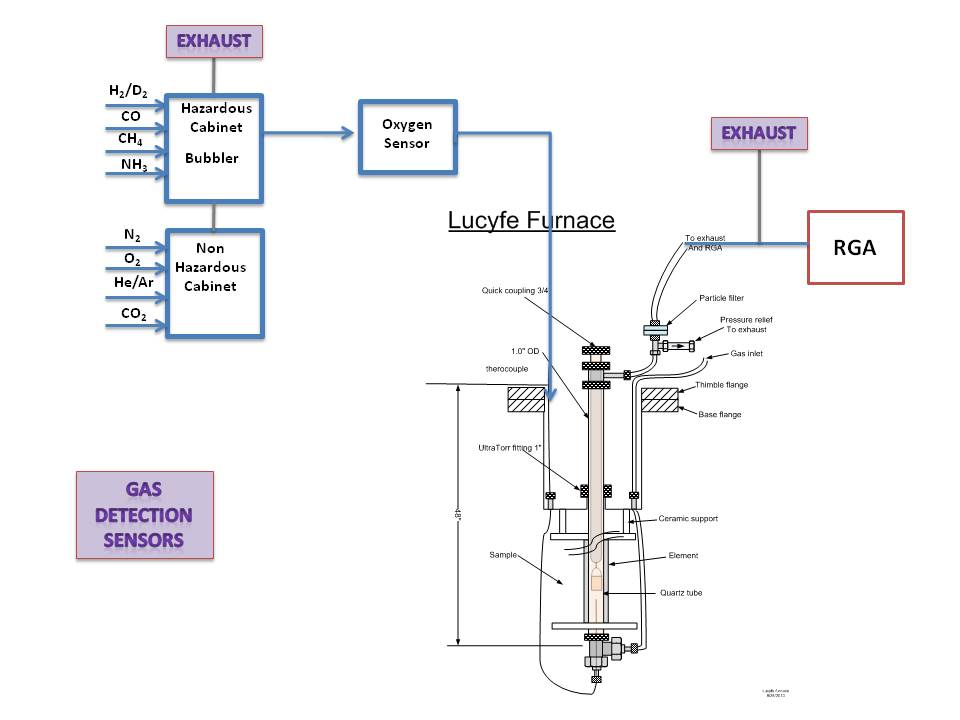 EXHAUST
H₂/D₂
CO
CH₄
NH₃
Hazardous
Cabinet
Bubbler
Oxygen
Sensor
EXHAUST
N₂
O₂
He/Ar
CO₂
Non
Hazardous
Cabinet
Lucyfe Furnace
To exhaust
And RGA
RGA
Quick coupling 3/4
Particle filter
Pressure relief
To exhaust
1.0" OD
Gas inlet
therocouple
Thimble flange
Base flange
UltraTorr fitting 1"
GAS
DETECTION
SENSORS
48"
Ceramic support
Sample
Element
Quartz tube
Lucyfe Furnace